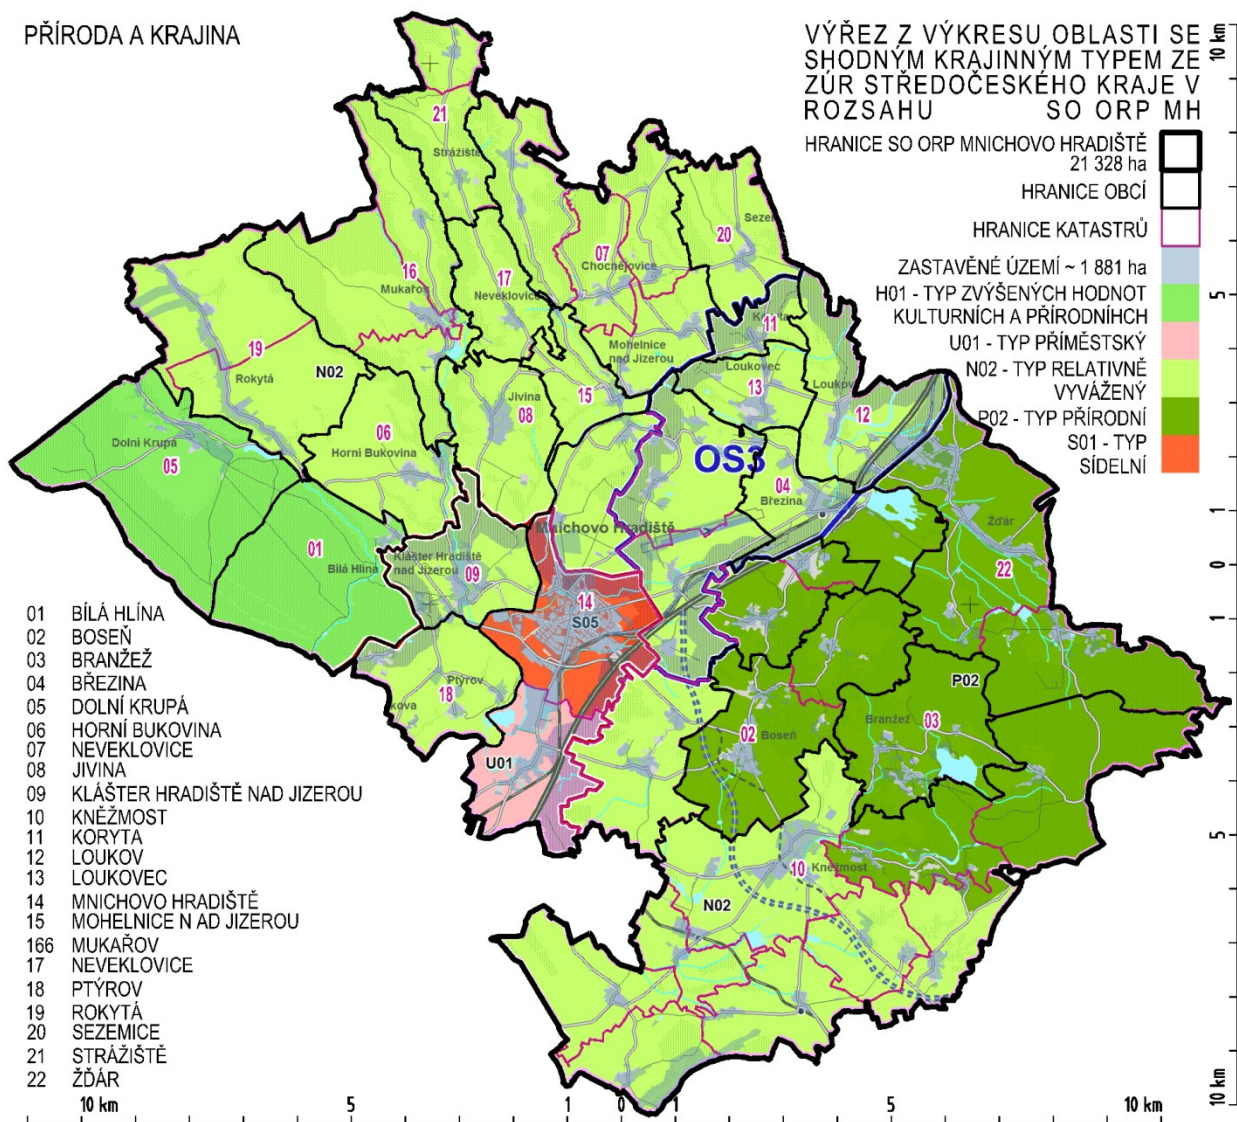 PŘÍRODA A KRAJINA
VÝŘEZ Z VÝKRESU OBLASTI SE
SHODNÝM KRAJINNÝM TYPEM ZE
ZÚR STŘEDOČESKÉHO KRAJE V
ROZSAHU SO ORP MH
HRANICE SO ORP MNICHOVO HRADIŠTĚ
21 328 ha
HRANICE OBCÍ
HRANICE KATASTRŮ
ZASTAVĚNÉ ÚZEMÍ ~ 1 881 ha
H01 - TYP ZVÝŠENÝCH HODNOT
KULTURNÍCH A PŘÍRODNÍHCH
U01 - TYP PŘÍMĚSTSKÝ
N02 - TYP RELATIVNĚ
VYVÁŽENÝ
P02 - TYP PŘÍRODNÍ
S01 - TYP
SÍDELNÍ
10 km
5
1
0
1
5
10 km
21
Strážiště
20
Sezem
07
Chocnějovice
16
Mukařov
17
Neveklovice
11
Koryta
Mohelnice
nad Jizerou
19
Rokytá
N02
Loukovec
13
Loukov
12
15
Jivina
08
06
Horní Bukovina
Dolní Krupá
05
OS3
04
Březina
Mnichovo Hradiště
Žďár
22
01
Bílá Hlína
Klášter Hradiště
nad Jizerou
09
14
S05
Ptýrov
18
kova
P02
Branžež
03
02
Boseň
U01
Kněžmost
10
N02
01 BÍLÁ HLÍNA
02 BOSEŇ
03 BRANŽEŽ
04 BŘEZINA
05 DOLNÍ KRUPÁ
06 HORNÍ BUKOVINA
07 NEVEKLOVICE
08 JIVINA
09 KLÁŠTER HRADIŠTĚ NAD JIZEROU
10 KNĚŽMOST
11 KORYTA
12 LOUKOV
13 LOUKOVEC
14 MNICHOVO HRADIŠTĚ
15 MOHELNICE N AD JIZEROU
166 MUKAŘOV
17 NEVEKLOVICE
18 PTÝROV
19 ROKYTÁ
20 SEZEMICE
21 STRÁŽIŠTĚ
22 ŽĎÁR
10 km 5 1 0 1 5 10 km